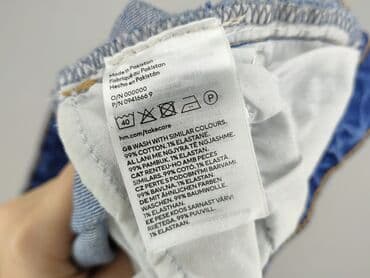 Made in Pakistan
Fabriqué au Pakistan
Hecho en Pakistán
O/N 000000
P/N 0941666 9
40
P
hm.com/takecare
GB WASH WITH SIMILAR COLOURS.
99% COTTON, 1% ELASTANE.
AL LANI ME NGJYRA TË NGJASHME.
99% PAMBUK, 1% ELASTAN.
CAT RENTEU-HO AMB PECES
SIMILARS. 99% COTÓ, 1% ELASTÀ.
CZ PERTE S PODOBNÝMI BARVAMI.
99% BAVLNA, 1% ELASTAN.
DE MIT ÄHNLICHEN FARBEN
WASCHEN. 99% BAUMWOLLE,
1% ELASTHAN.
EE PESE KOOS SARNAST VÄRVI
RIIETEGA. 99% PUUVILL,
1% ELASTAAN.